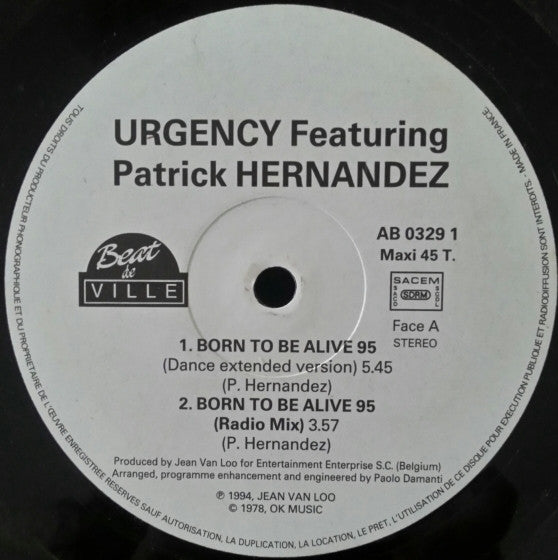 URGENCY Featuring
Patrick HERNANDEZ
AB 0329 1
Maxi 45 T.
Beat
de
VILLE
SACEM
SACD
SDRM
SCDL
Face A
STEREO
1. BORN TO BE ALIVE 95
(Dance extended version) 5.45
(P. Hernandez)
2. BORN TO BE ALIVE 95
(Radio Mix) 3.57
(P. Hernandez)
Produced by Jean Van Loo for Entertainment Enterprise S.C. (Belgium)
Arranged, programme enhancement and engineered by Paolo Damanti
℗ 1994, JEAN VAN LOO
© 1978, OK MUSIC
TOUS DROITS DU PRODUCTEUR PHONOGRAPHIQUE ET DU PROPRIETAIRE DE L'ŒUVRE ENREGISTREE RESERVES SAUF AUTORISATION, LA DUPLICATION, LA LOCATION, LE PRET, L'UTILISATION DE CE DISQUE POUR EXECUTION PUBLIQUE ET RADIODIFFUSION SONT INTERDITS - MADE IN FRANCE.